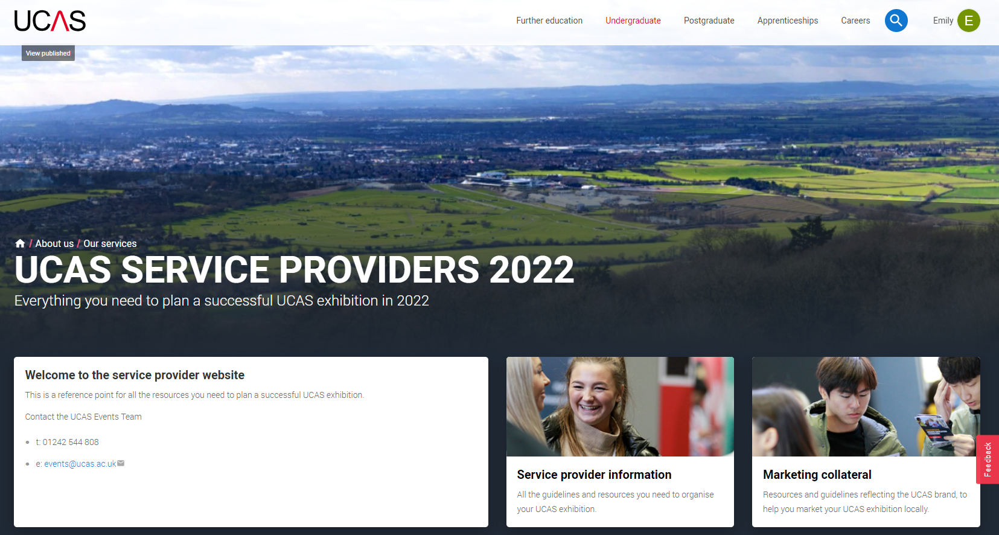 UCAS
Further education
Undergraduate
Postgraduate
Apprenticeships
Careers
Emily
E
View published
/ About us / Our services
UCAS SERVICE PROVIDERS 2022
Everything you need to plan a successful UCAS exhibition in 2022
Welcome to the service provider website
This is a reference point for all the resources you need to plan a successful UCAS exhibition.
Contact the UCAS Events Team
t: 01242 544 808
e: events@ucas.ac.uk
Service provider information
All the guidelines and resources you need to organise
your UCAS exhibition.
Marketing collateral
Resources and guidelines reflecting the UCAS brand, to
help you market your UCAS exhibition locally.
Feedback